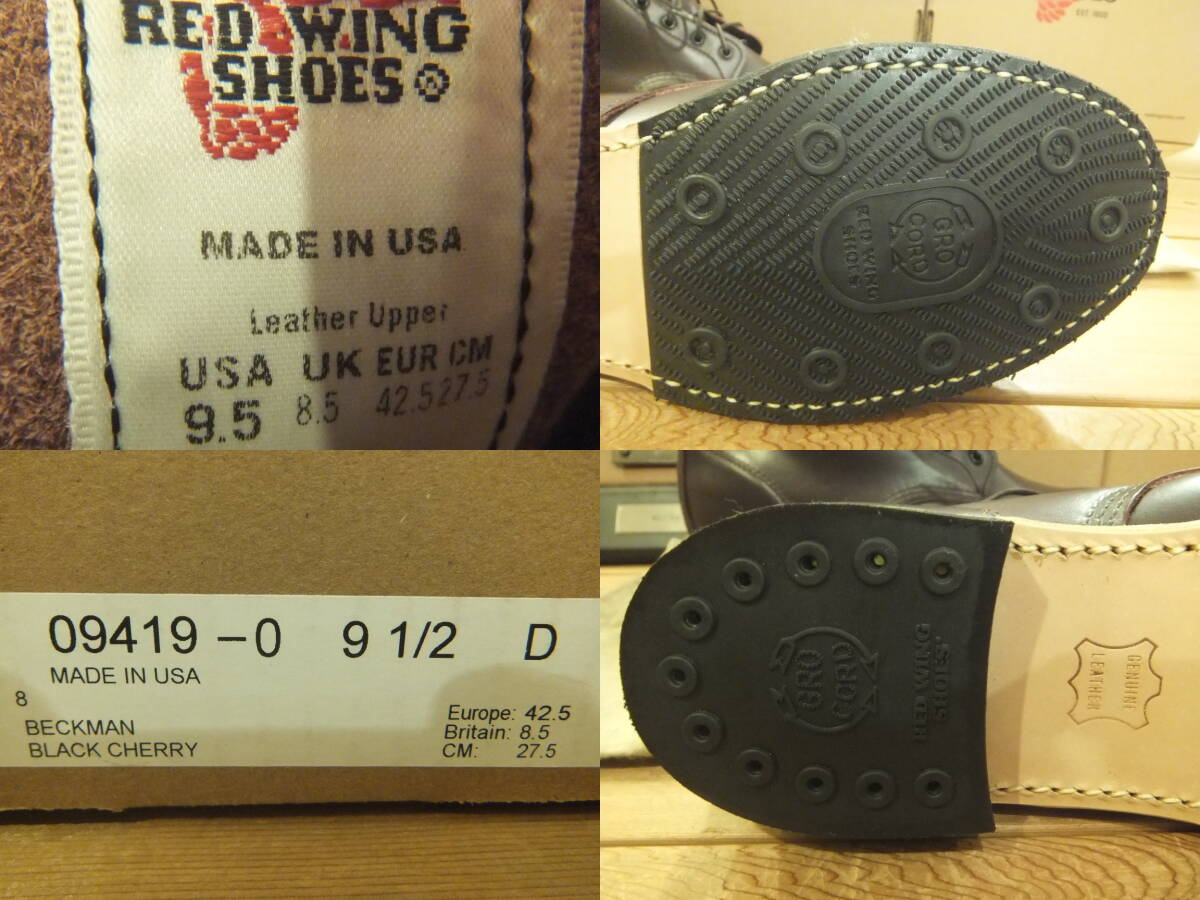 RED WING
SHOES ®
MADE IN USA
Leather Upper
USA UK EUR CM
9.5 8.5 42.5 27.5
GRO
CORD
RED WING
SHOES
09419 -0 9 1/2 D
MADE IN USA
8
BECKMAN
BLACK CHERRY
Europe: 42.5
Britain: 8.5
CM: 27.5
GRO
CORD
RED WING
SHOES
GENUINE
LEATHER